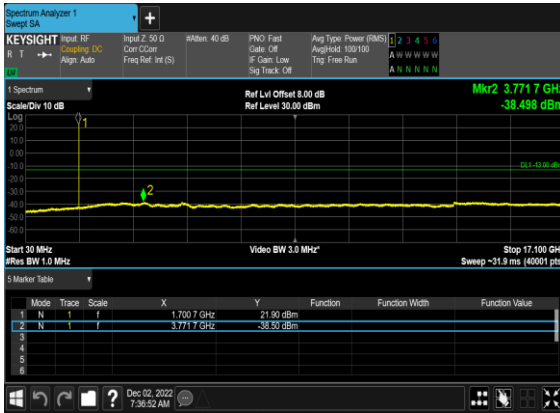 Spectrum Analyzer 1
Swept SA
+
KEYSIGHT Input: RF Input Z: 50 Ω #Atten: 40 dB PNO: Fast Avg Type: Power (RMS) 1 2 3 4 5 6
R T Coupling: DC Corr CCorr Gate: Off Avg|Hold: 100/100 A W W W W W
Align: Auto Freq Ref: Int (S) IF Gain: Low Trig: Free Run
Sig Track: Off A N N N N N
1 Spectrum Ref Lvl Offset 8.00 dB Mkr2 3.771 7 GHz
Scale/Div 10 dB Ref Level 30.00 dBm -38.498 dBm
Log
1
20.0
10.0
0.00
-10.0
DL1 -13.00 dBm
-20.0
-30.0
2
-40.0
-50.0
-60.0
Start 30 MHz Video BW 3.0 MHz* Stop 17.100 GHz
#Res BW 1.0 MHz Sweep ~31.9 ms (40001 pts)
5 Marker Table
Mode Trace Scale X Y Function Function Width Function Value
1 N 1 f 1.700 7 GHz 21.90 dBm
2 N 1 f 3.771 7 GHz -38.50 dBm
3
4
5
6
? Dec 02, 2022
7:36:52 AM